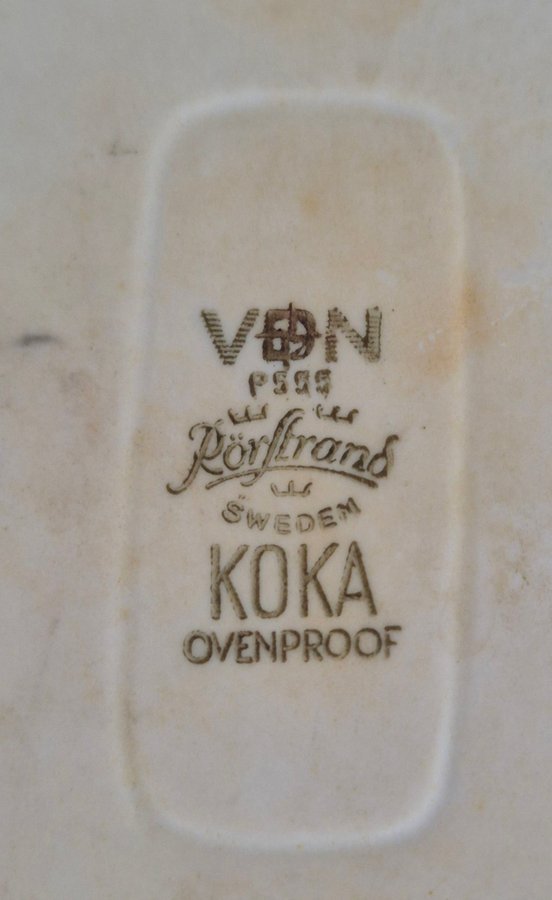 VDN
Rörstrand
SWEDEN
KOKA
OVENPROOF